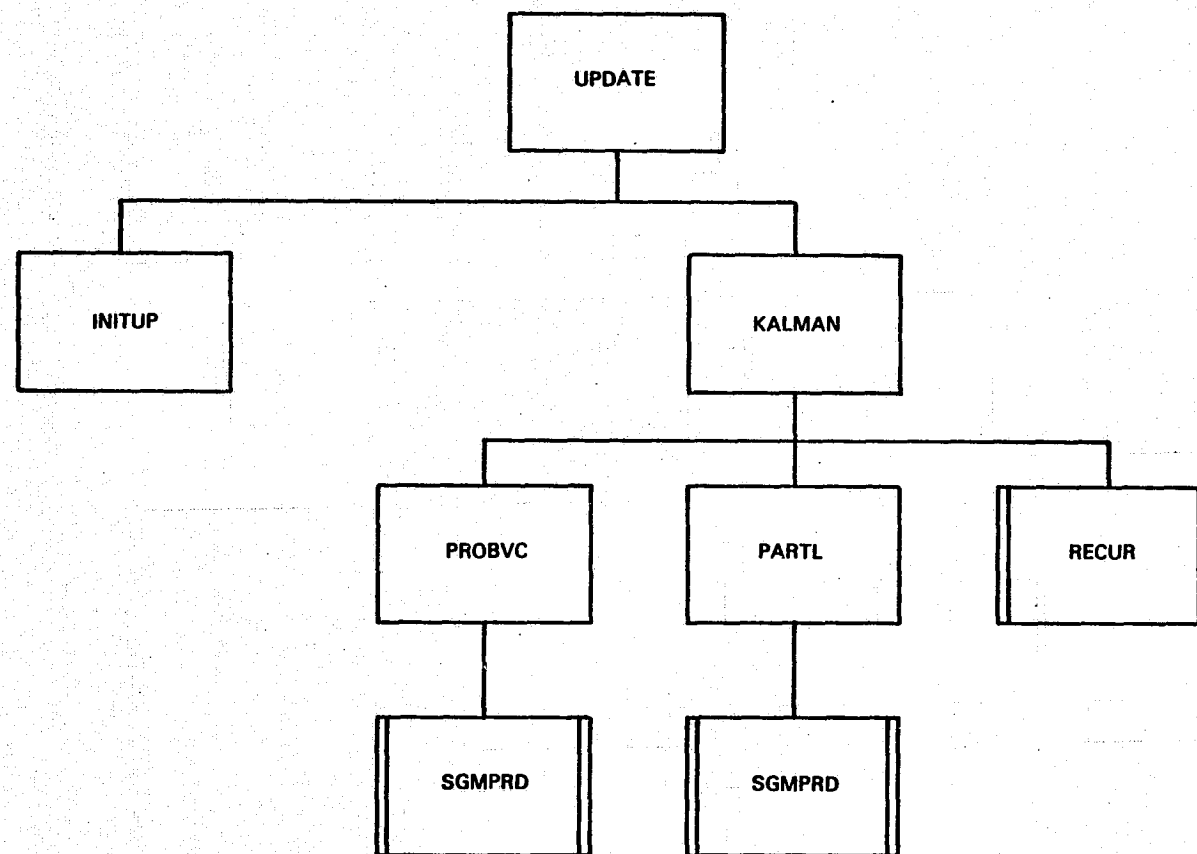 UPDATE
INITUP
KALMAN
PROBVC
PARTL
RECUR
SGMPRD
SGMPRD